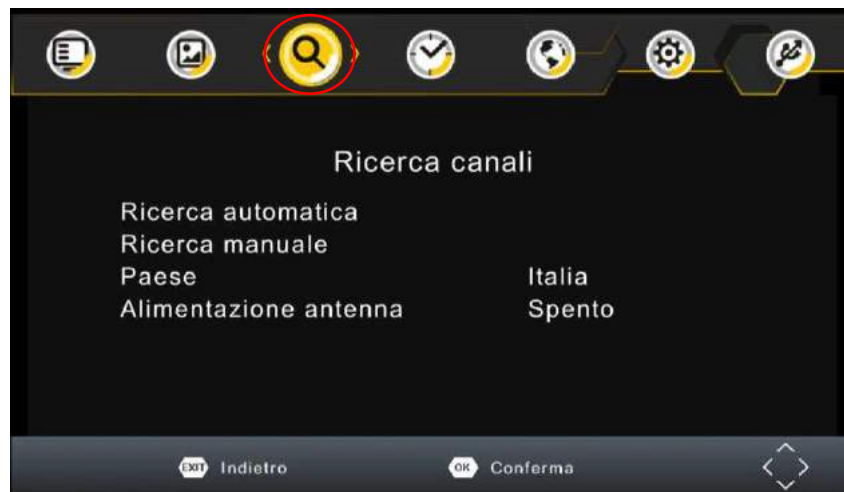 Ricerca canali
Ricerca automatica
Ricerca manuale
Paese Italia
Alimentazione antenna Spento
EXIT Indietro OK Conferma